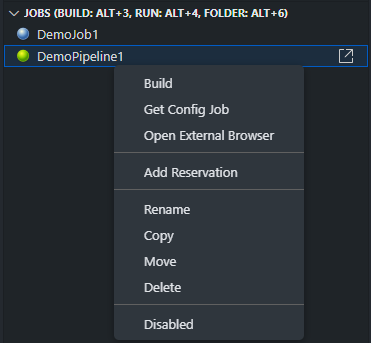 JOBS (BUILD: ALT+3, RUN: ALT+4, FOLDER: ALT+6)
DemoJob1
DemoPipeline1
Build
Get Config Job
Open External Browser
Add Reservation
Rename
Copy
Move
Delete
Disabled